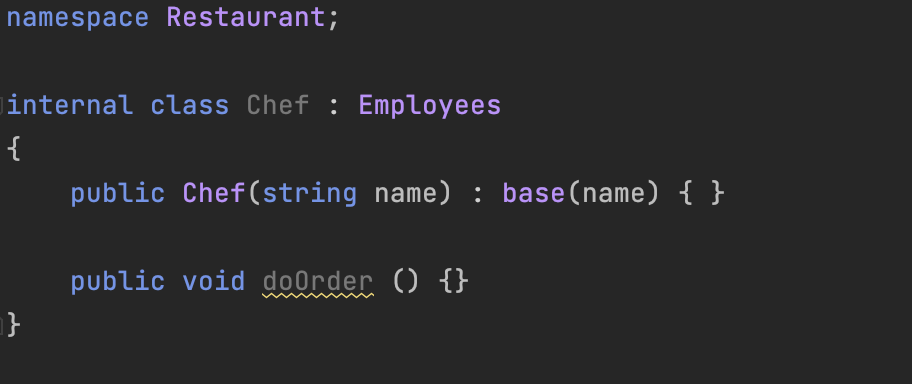 namespace Restaurant;
internal class Chef : Employees
{
public Chef(string name) : base(name) { }
public void doOrder () {}
}